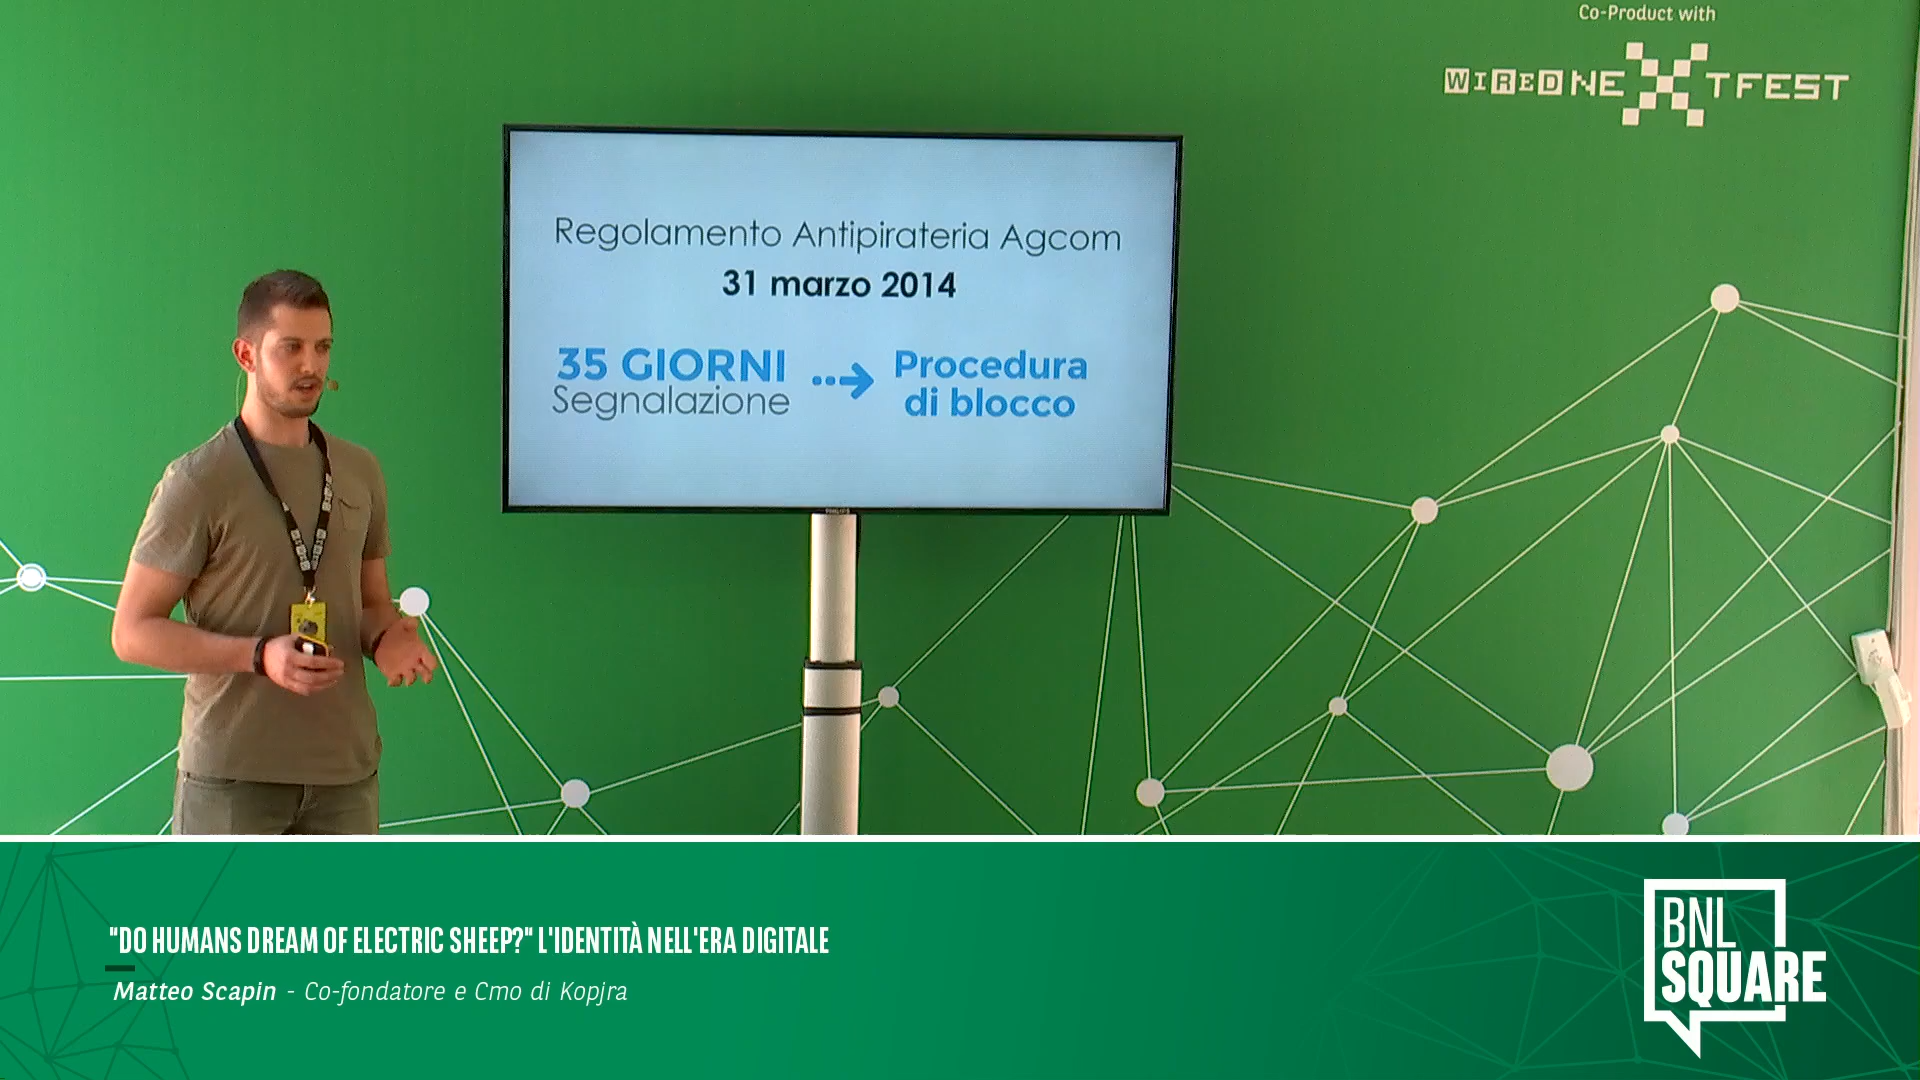 Co-Product with
WIRED NEXTFEST
Regolamento Antipirateria Agcom
31 marzo 2014
35 GIORNI
Segnalazione
Procedura
di blocco
PHILIPS
"DO HUMANS DREAM OF ELECTRIC SHEEP?" L'IDENTITÀ NELL'ERA DIGITALE
Matteo Scapin - Co-fondatore e Cmo di Kopjra
BNL
SQUARE